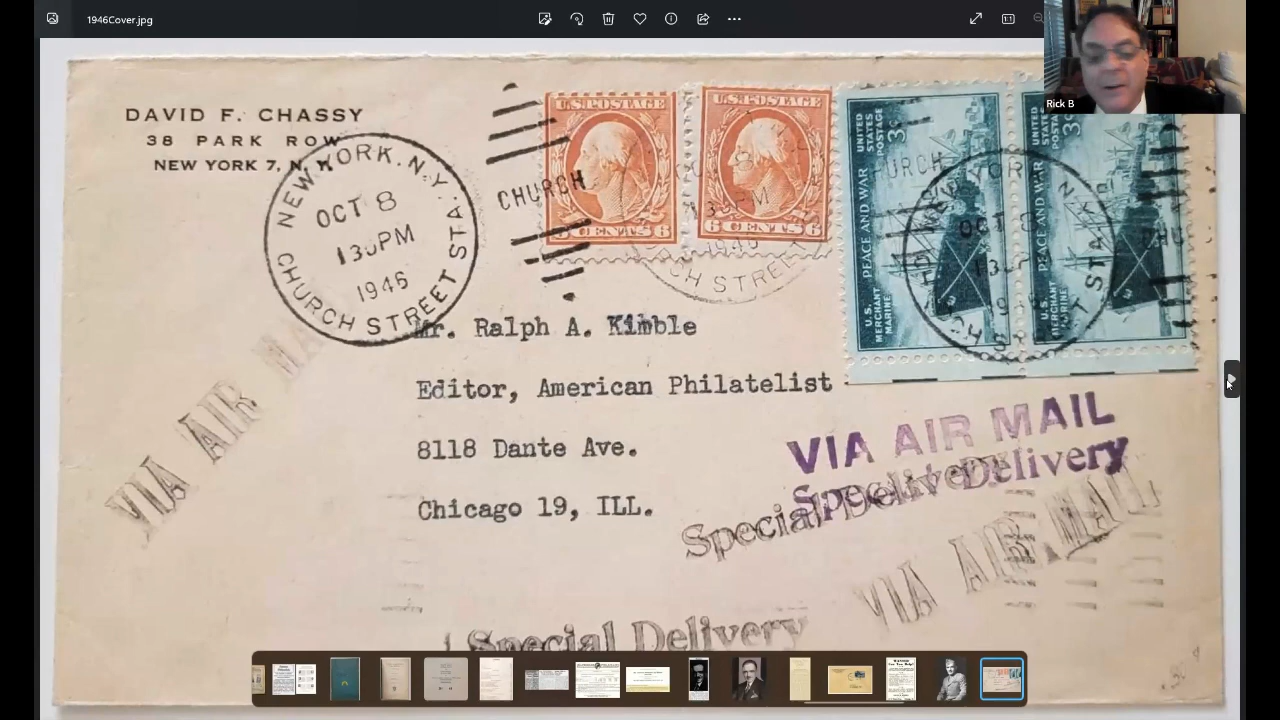 1946Cover.jpg
Rick B
DAVID F. CHASSY
38 PARK ROW
NEW YORK 7, N.Y.
NEW YORK, N.Y.
OCT 8
130PM
1946
CHURCH STREET STA.
CHURCH
U.S. POSTAGE
6 CENTS 6
U.S. POSTAGE
6 CENTS 6
UNITED STATES POSTAGE
3¢
PEACE AND WAR
U.S. MERCHANT MARINE
UNITED STATES
3¢
PEACE AND WAR
U.S. MERCHANT MARINE
Mr. Ralph A. Kimble
Editor, American Philatelist
8118 Dante Ave.
Chicago 19, ILL.
VIA AIR MAIL
VIA AIR MAIL
Special Delivery
Special Delivery
VIA AIR MAIL
Special Delivery